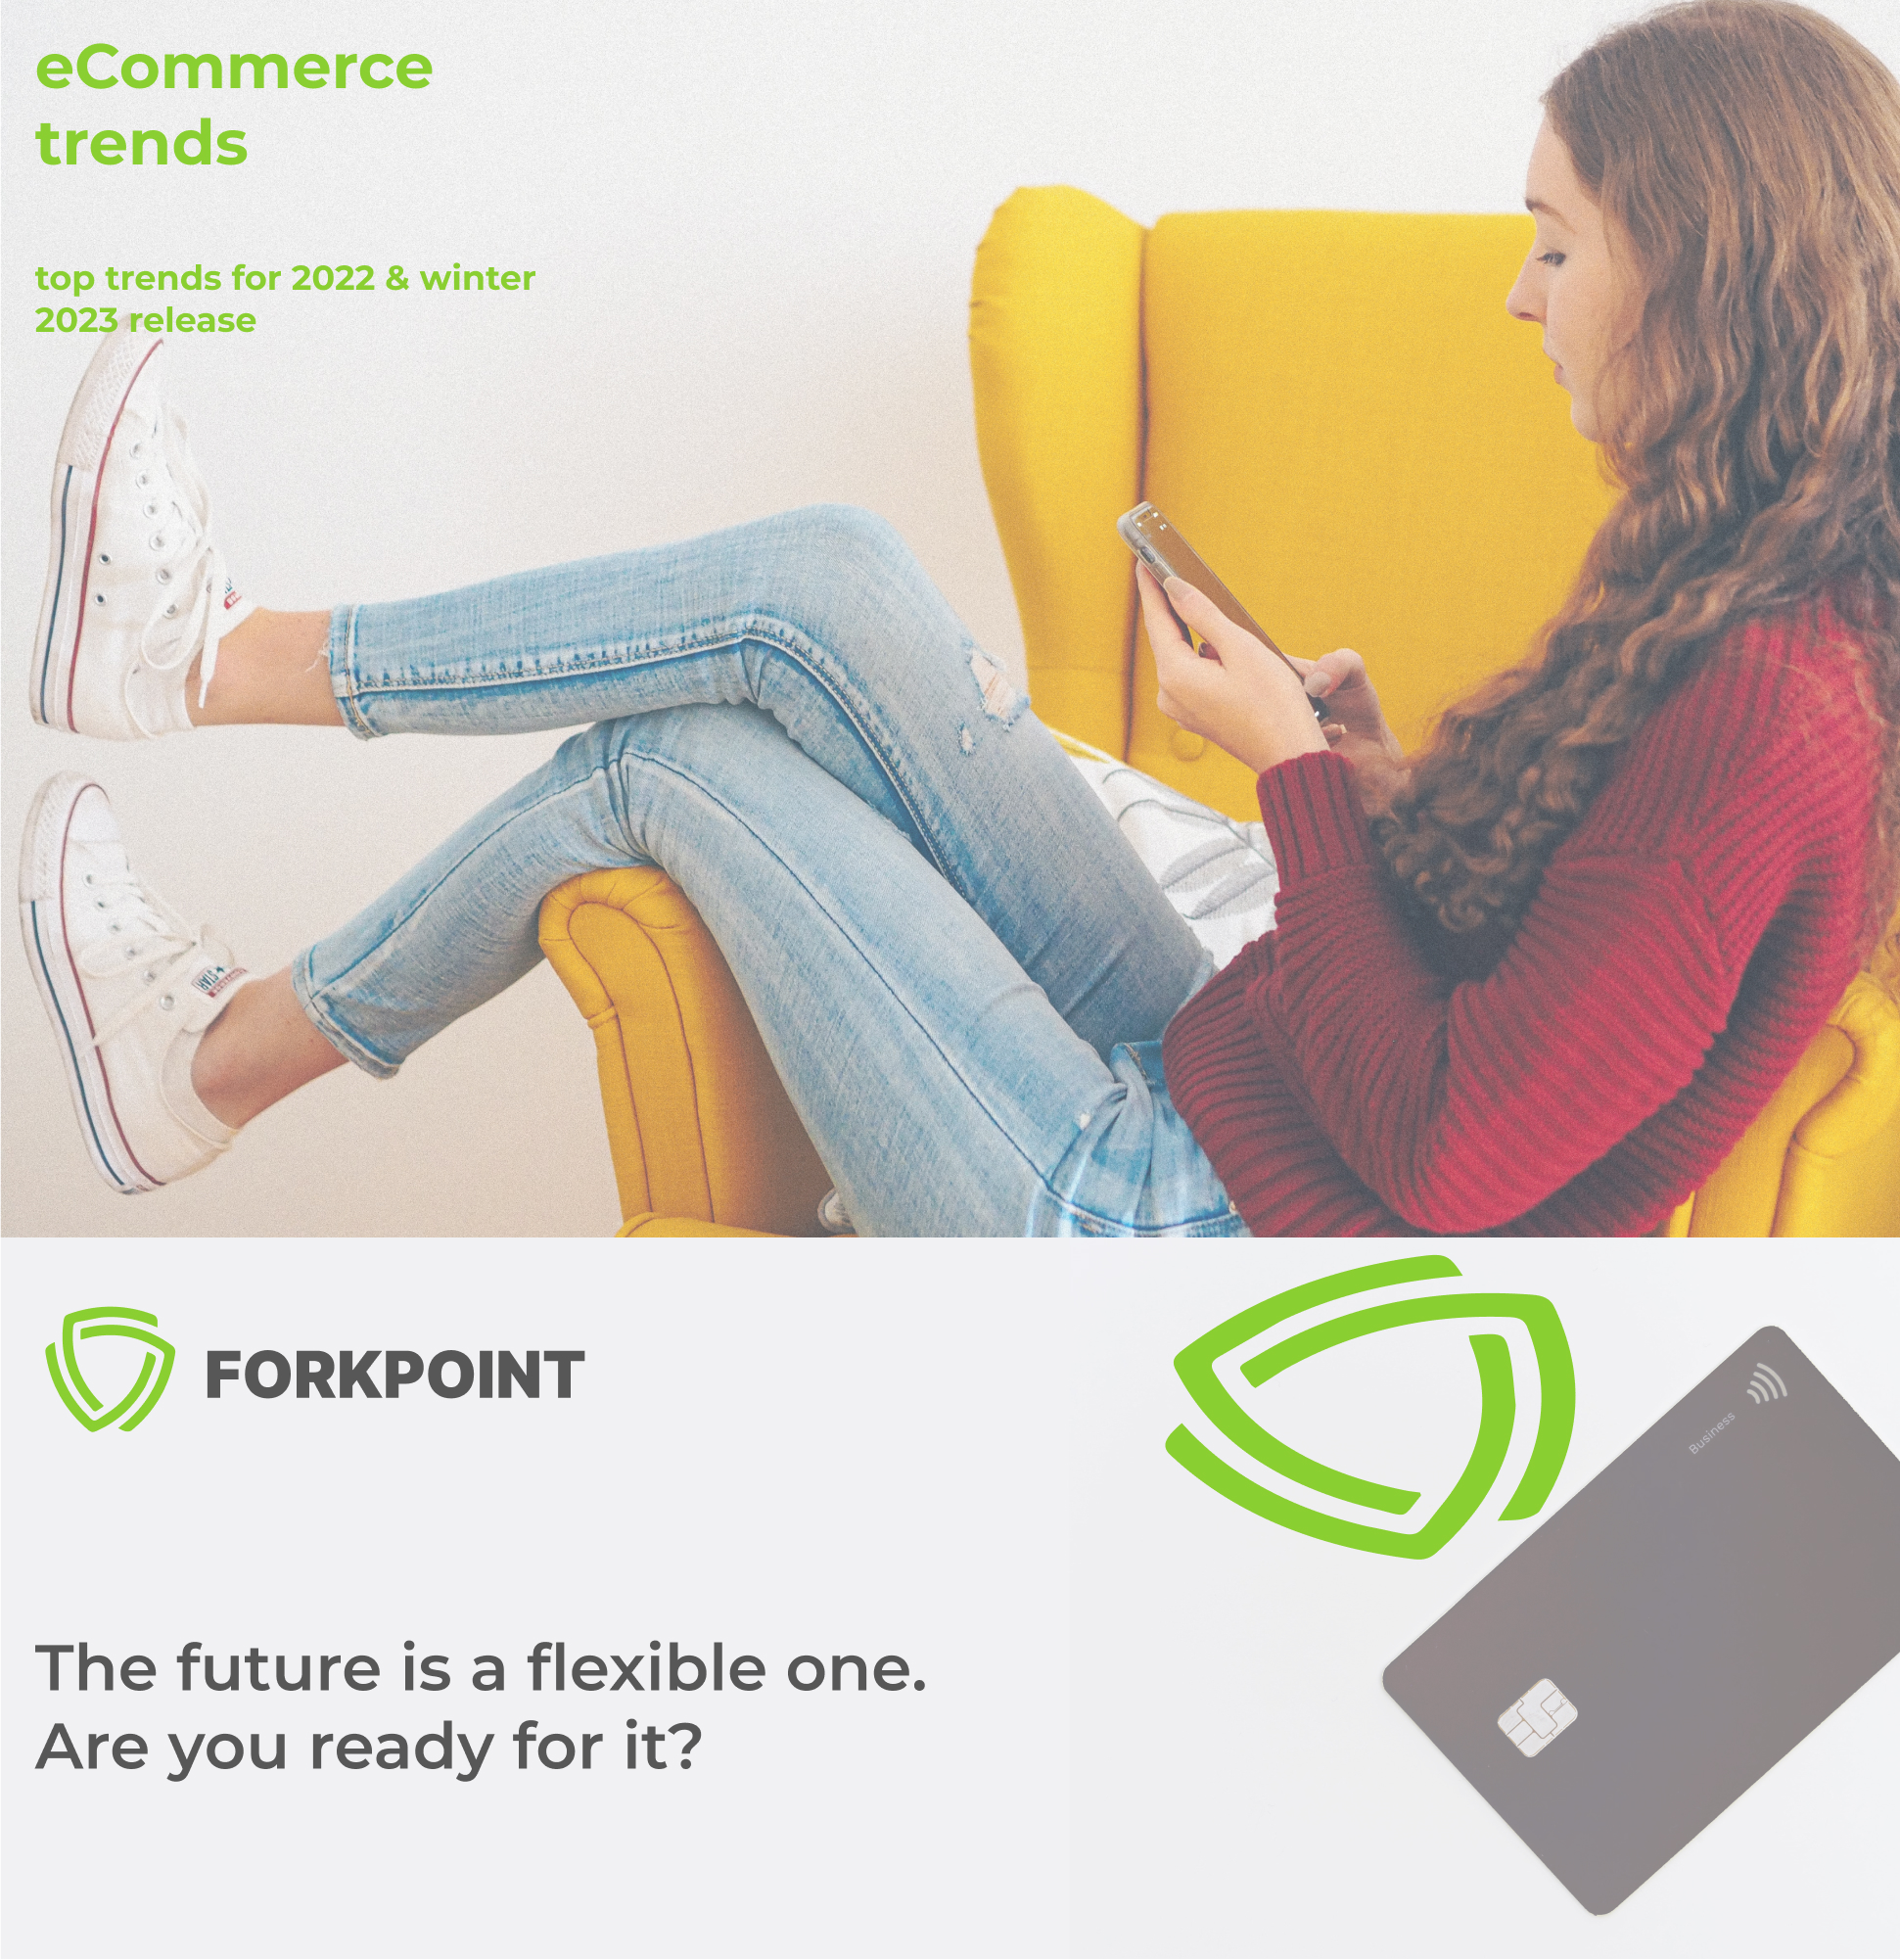 eCommerce
trends
top trends for 2022 & winter
2023 release
FORKPOINT
Business
The future is a flexible one.
Are you ready for it?